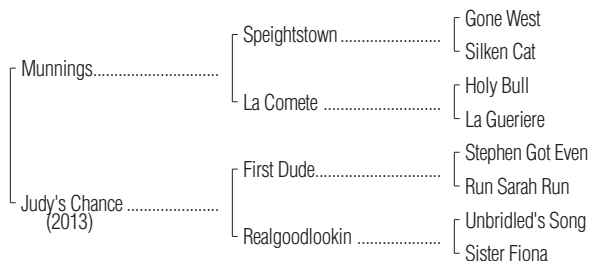 Gone West
Speightstown
Silken Cat
Munnings
Holy Bull
La Comete
La Gueriere
Stephen Got Even
First Dude
Run Sarah Run
Judy's Chance
(2013)
Unbridled's Song
Realgoodlookin
Sister Fiona